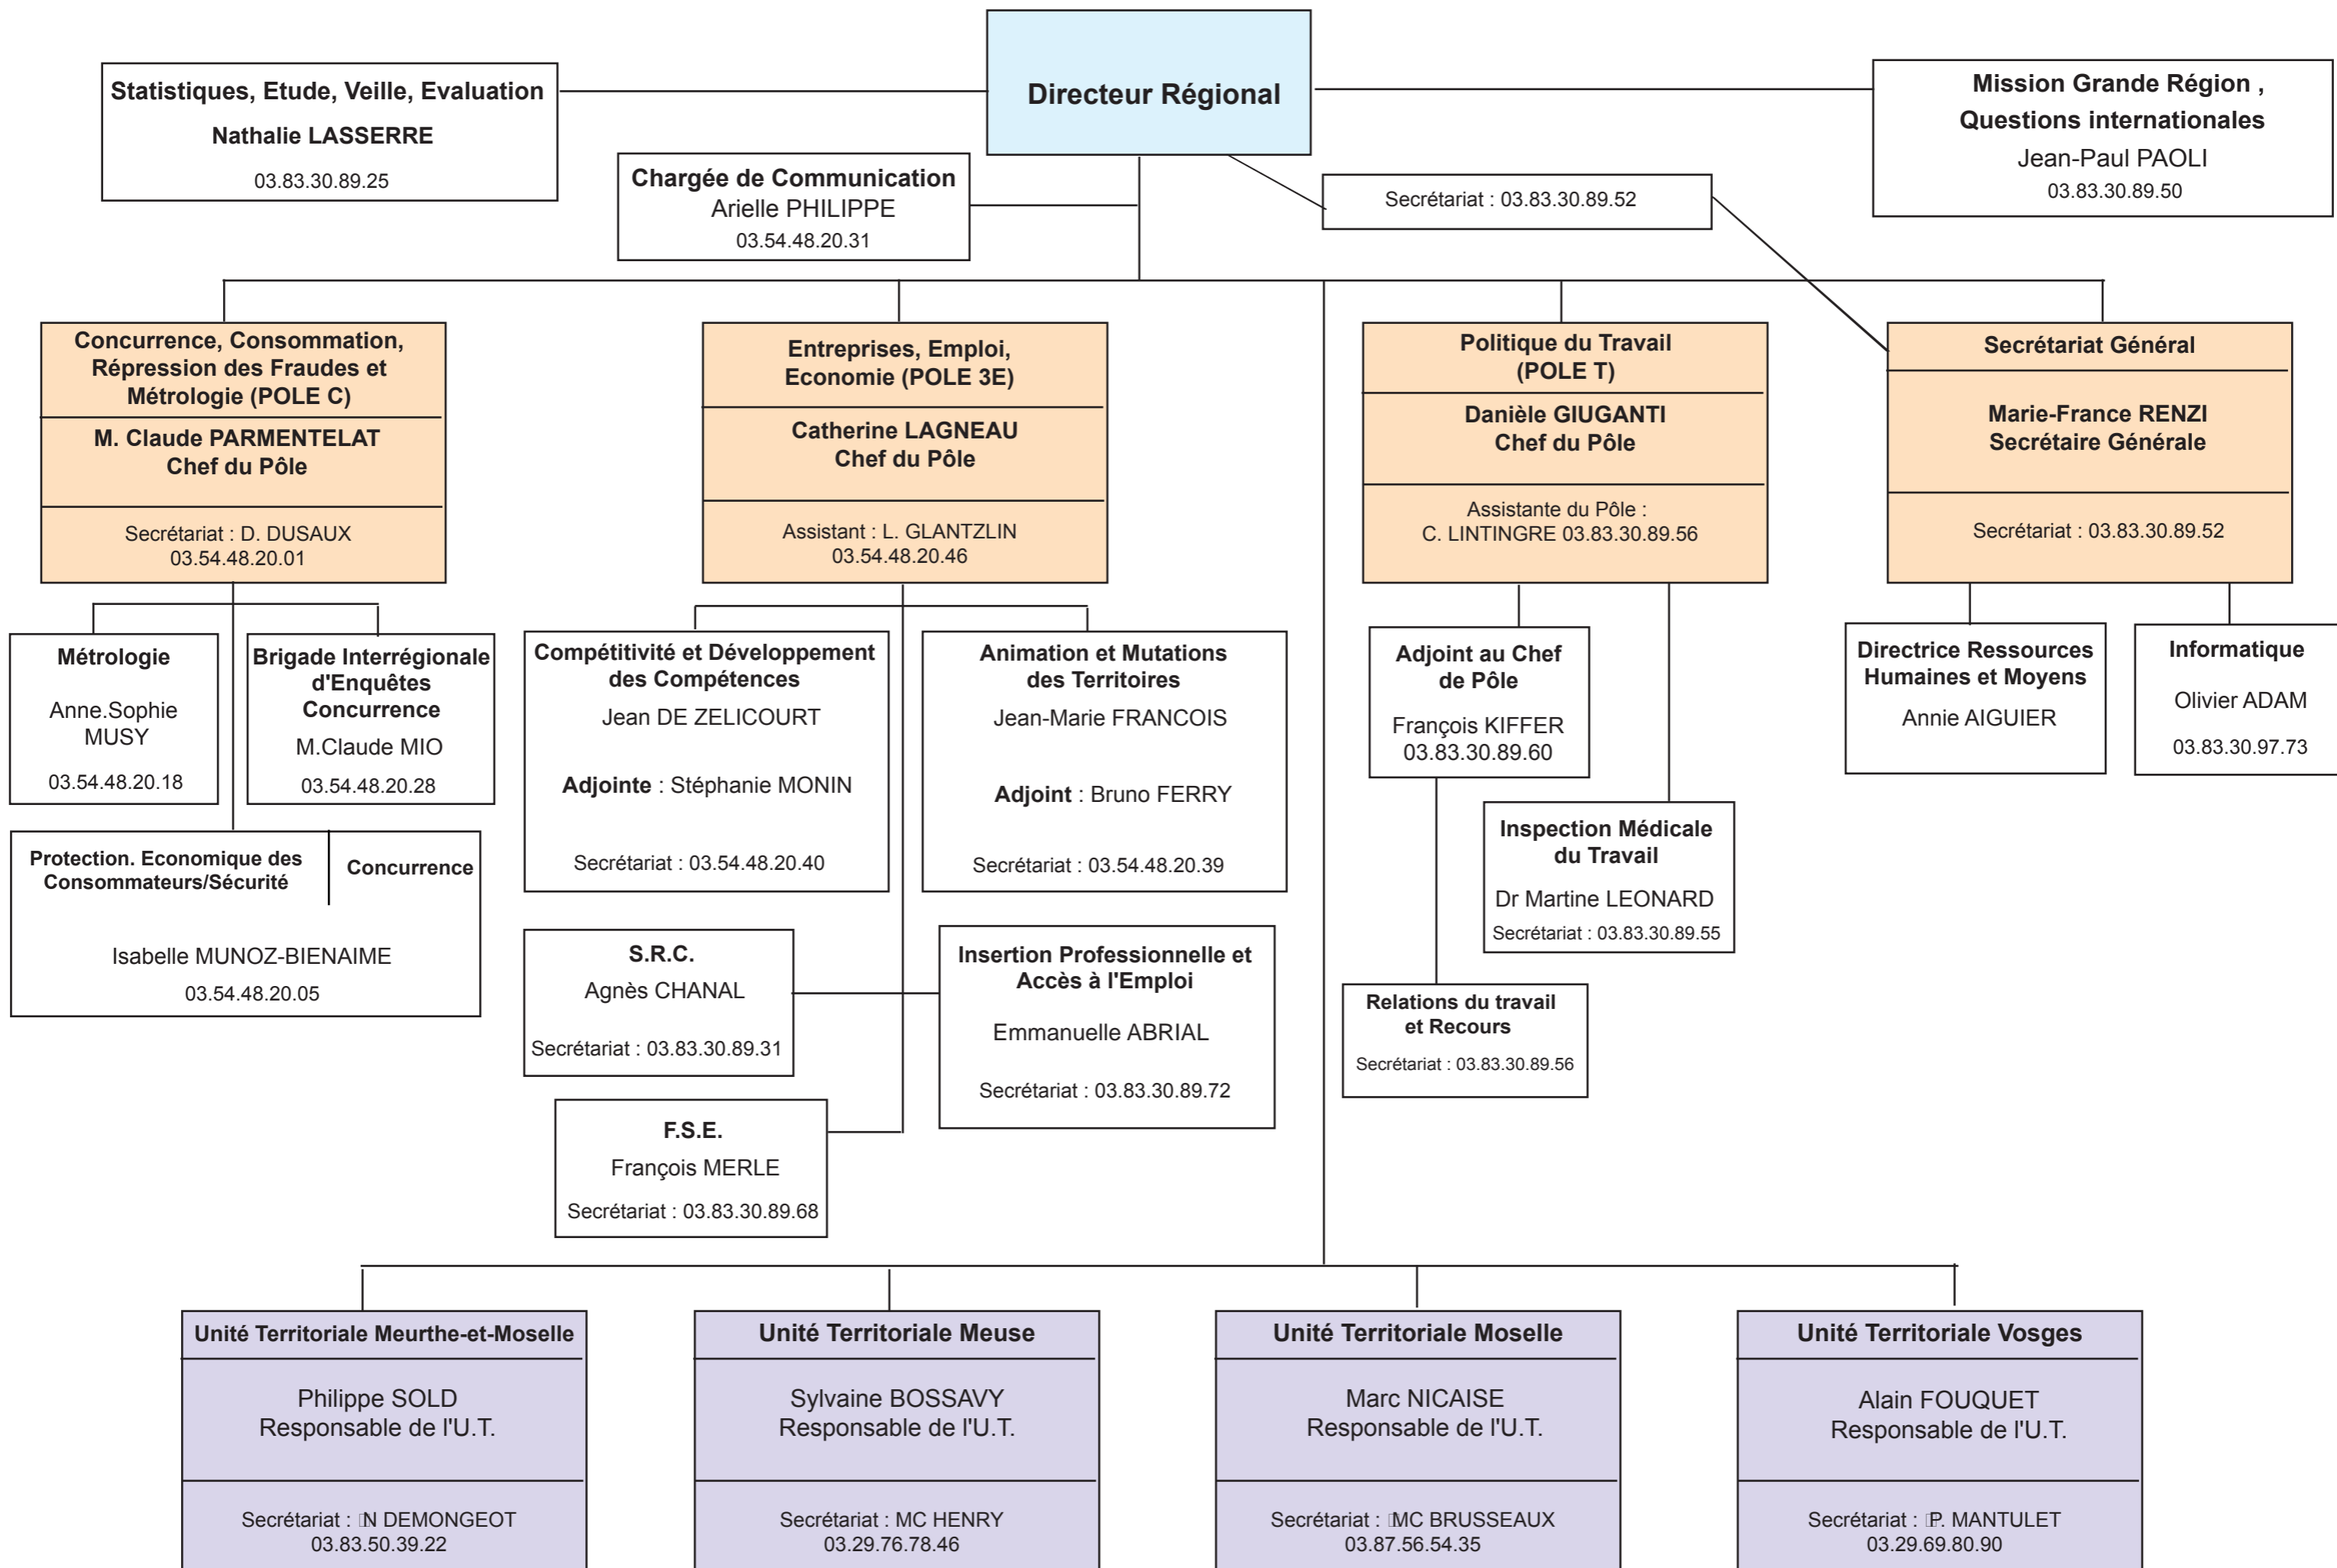 Directeur Régional
Statistiques, Etude, Veille, Evaluation
Nathalie LASSERRE
03.83.30.89.25
Mission Grande Région ,
Questions internationales
Jean-Paul PAOLI
03.83.30.89.50
Chargée de Communication
Arielle PHILIPPE
03.54.48.20.31
Secrétariat : 03.83.30.89.52
Concurrence, Consommation,
Répression des Fraudes et
Métrologie (POLE C)
M. Claude PARMENTELAT
Chef du Pôle
Secrétariat : D. DUSAUX
03.54.48.20.01
Entreprises, Emploi,
Economie (POLE 3E)
Catherine LAGNEAU
Chef du Pôle
Assistant : L. GLANTZLIN
03.54.48.20.46
Politique du Travail
(POLE T)
Danièle GIUGANTI
Chef du Pôle
Assistante du Pôle :
C. LINTINGRE 03.83.30.89.56
Secrétariat Général
Marie-France RENZI
Secrétaire Générale
Secrétariat : 03.83.30.89.52
Métrologie
Anne.Sophie
MUSY
03.54.48.20.18
Brigade Interrégionale
d'Enquêtes
Concurrence
M.Claude MIO
03.54.48.20.28
Protection. Economique des
Consommateurs/Sécurité
Concurrence
Isabelle MUNOZ-BIENAIME
03.54.48.20.05
Compétitivité et Développement
des Compétences
Jean DE ZELICOURT
Adjointe : Stéphanie MONIN
Secrétariat : 03.54.48.20.40
Animation et Mutations
des Territoires
Jean-Marie FRANCOIS
Adjoint : Bruno FERRY
Secrétariat : 03.54.48.20.39
S.R.C.
Agnès CHANAL
Secrétariat : 03.83.30.89.31
Insertion Professionnelle et
Accès à l'Emploi
Emmanuelle ABRIAL
Secrétariat : 03.83.30.89.72
F.S.E.
François MERLE
Secrétariat : 03.83.30.89.68
Adjoint au Chef
de Pôle
François KIFFER
03.83.30.89.60
Inspection Médicale
du Travail
Dr Martine LEONARD
Secrétariat : 03.83.30.89.55
Relations du travail
et Recours
Secrétariat : 03.83.30.89.56
Directrice Ressources
Humaines et Moyens
Annie AIGUIER
Informatique
Olivier ADAM
03.83.30.97.73
Unité Territoriale Meurthe-et-Moselle
Philippe SOLD
Responsable de l'U.T.
Secrétariat : N DEMONGEOT
03.83.50.39.22
Unité Territoriale Meuse
Sylvaine BOSSAVY
Responsable de l'U.T.
Secrétariat : MC HENRY
03.29.76.78.46
Unité Territoriale Moselle
Marc NICAISE
Responsable de l'U.T.
Secrétariat : MC BRUSSEAUX
03.87.56.54.35
Unité Territoriale Vosges
Alain FOUQUET
Responsable de l'U.T.
Secrétariat : P. MANTULET
03.29.69.80.90